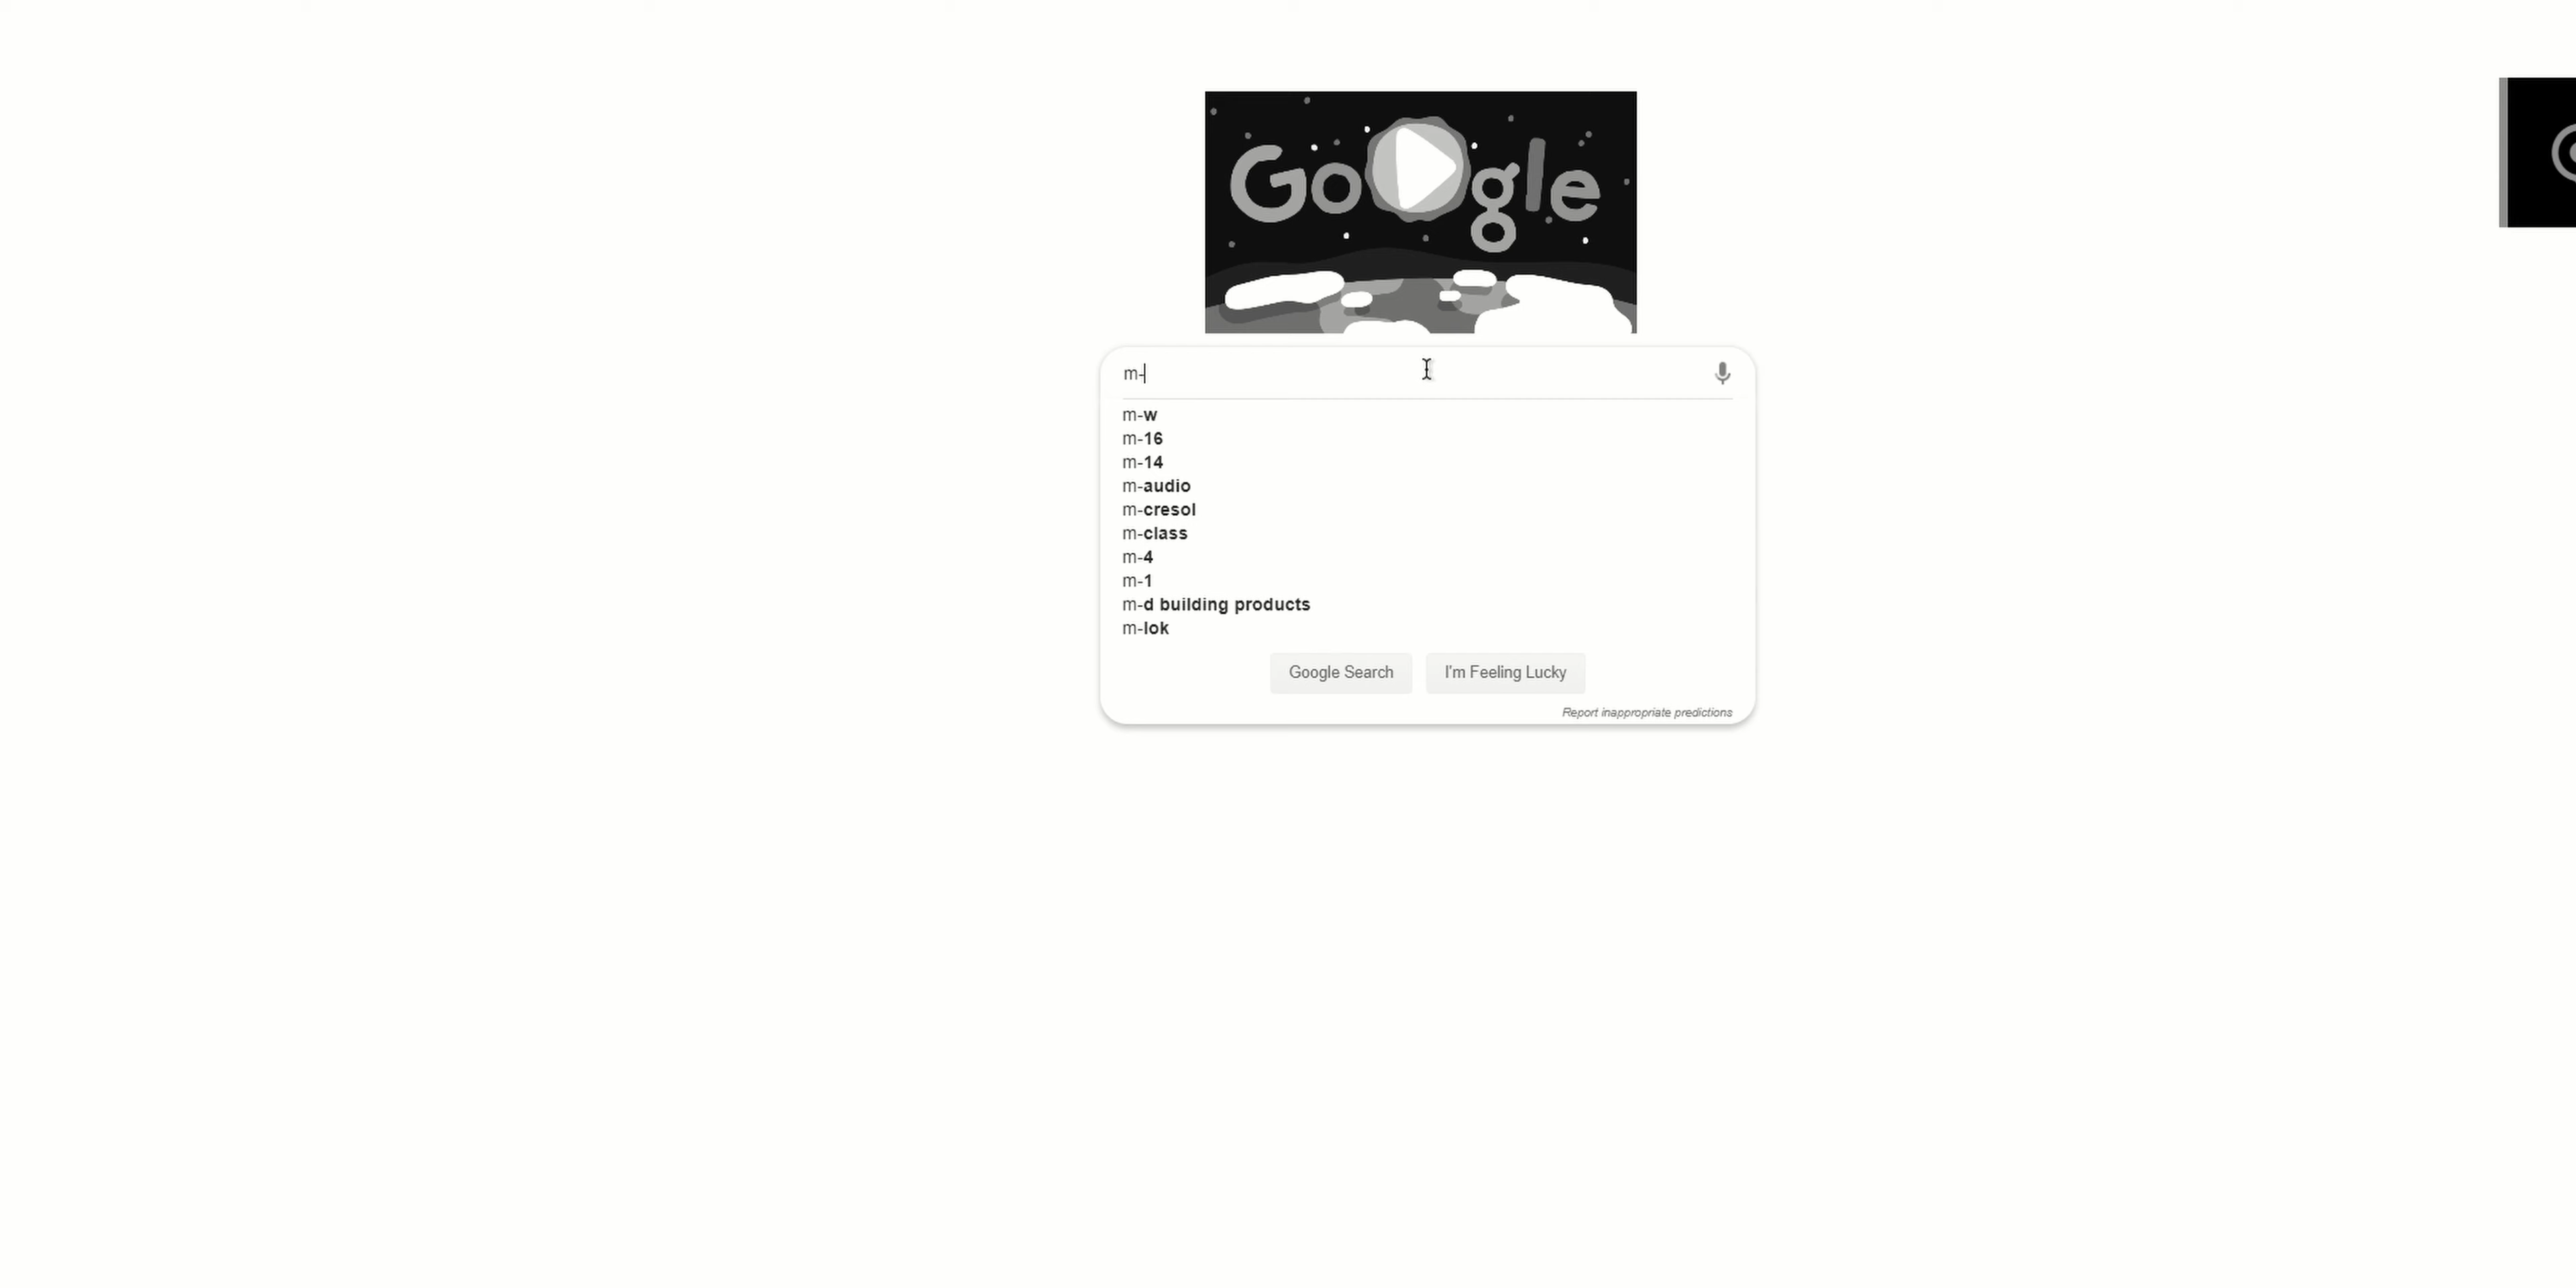 Google
m-
m-w
m-16
m-14
m-audio
m-cresol
m-class
m-4
m-1
m-d building products
m-lok
Google Search
I'm Feeling Lucky
Report inappropriate predictions